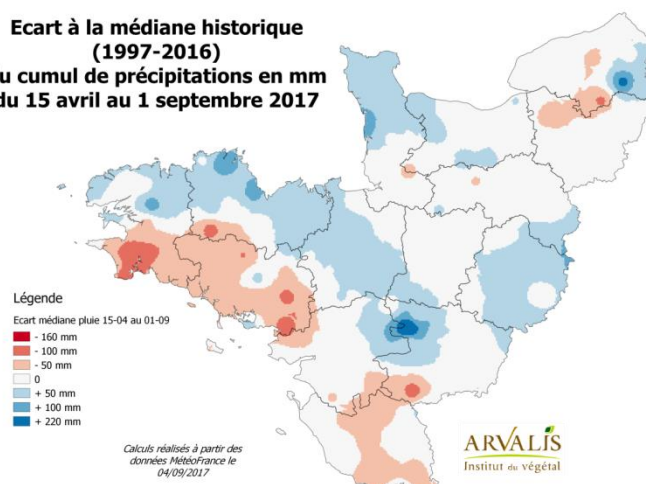 Ecart à la médiane historique
(1997-2016)
u cumul de précipitations en mm
du 15 avril au 1 septembre 2017
Légende
Ecart médiane pluie 15-04 au 01-09
- 160 mm
- 100 mm
- 50 mm
0
+ 50 mm
+ 100 mm
+ 220 mm
Calculs réalisés à partir des
données MétéoFrance le
04/09/2017
ARVALIS
Institut du végétal